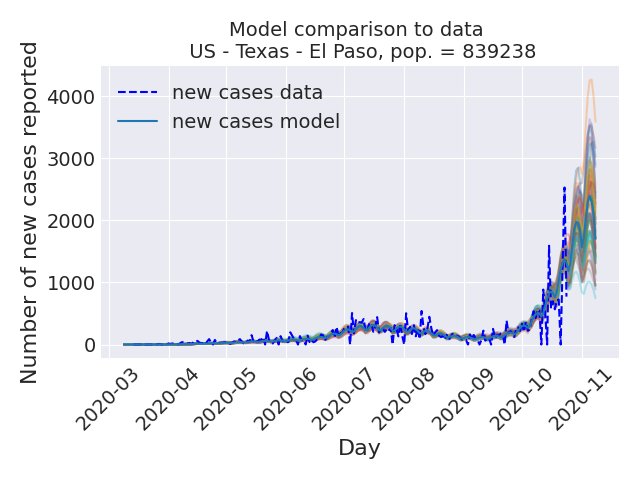 Model comparison to data
US - Texas - El Paso, pop. = 839238
Number of new cases reported
4000
3000
2000
1000
0
new cases data
new cases model
2020-03
2020-04
2020-05
2020-06
2020-07
2020-08
2020-09
2020-10
2020-11
Day